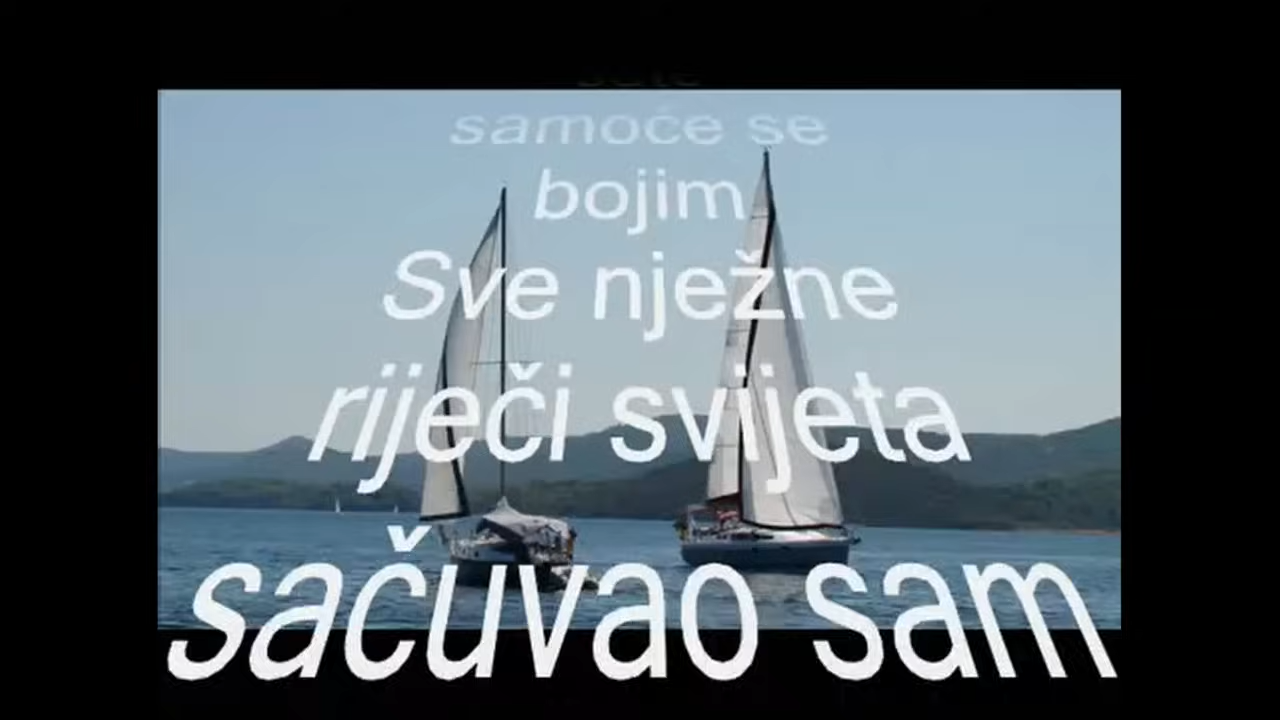 samoće se
bojim
Sve nježne
riječi svijeta
sačuvao sam